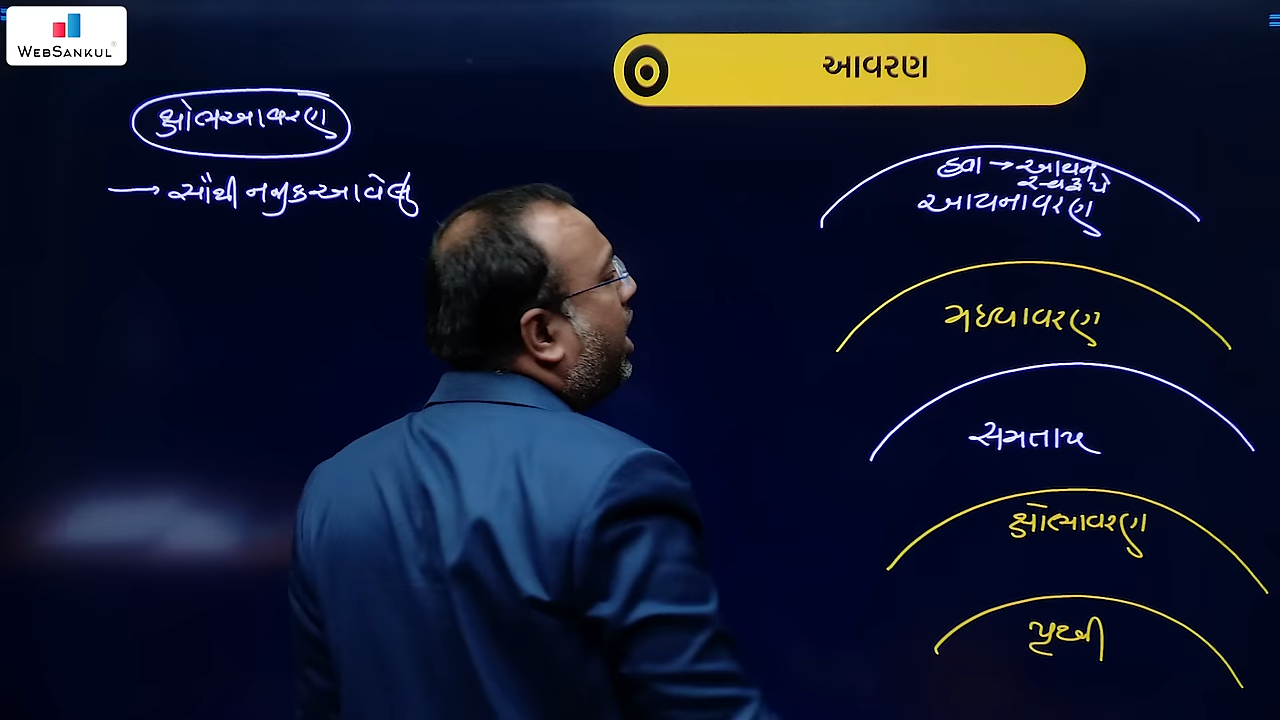 WEBSANKUL®
આવરણ
ક્ષોભઆવરણ
→ સૌથી નજીક આવેલું
હવા → આયન
સ્વરૂપે
આયનાવરણ
મધ્યાવરણ
સમતાપ
ક્ષોભાવરણ
પૃથ્વી